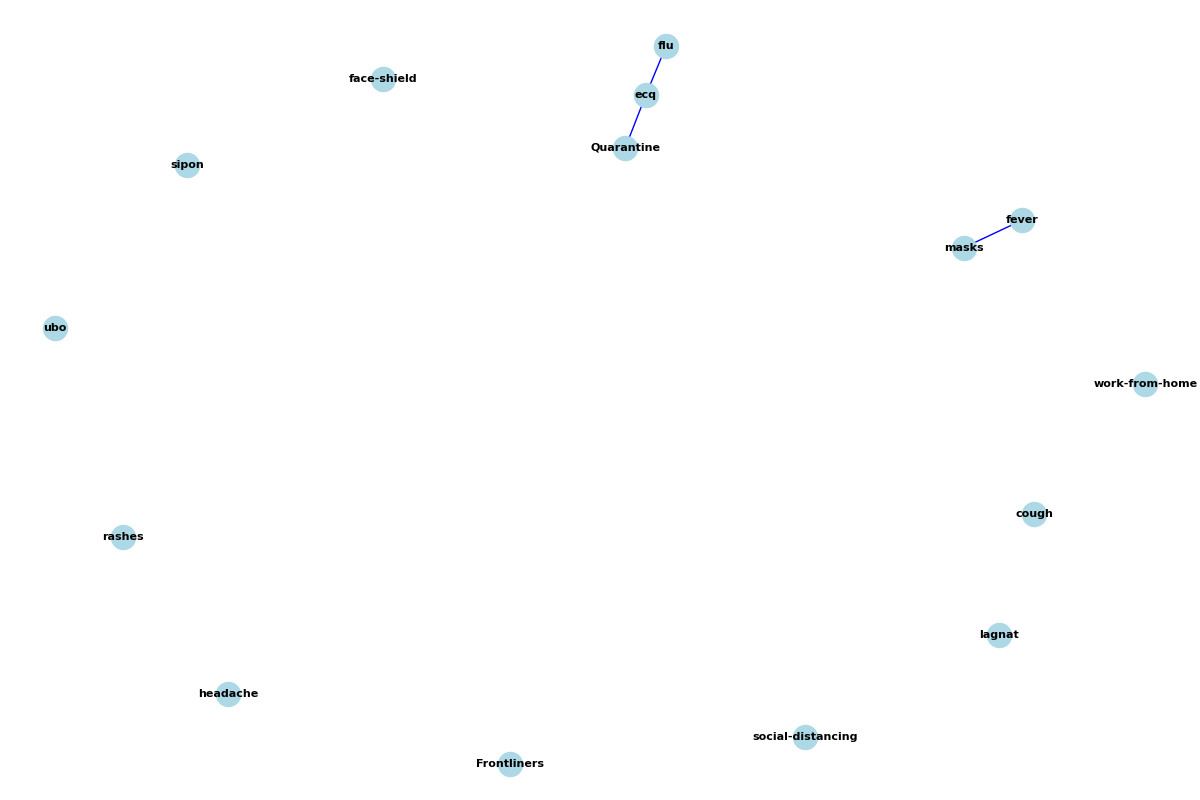 flu
face-shield
ecq
Quarantine
sipon
fever
masks
ubo
work-from-home
cough
rashes
lagnat
headache
social-distancing
Frontliners